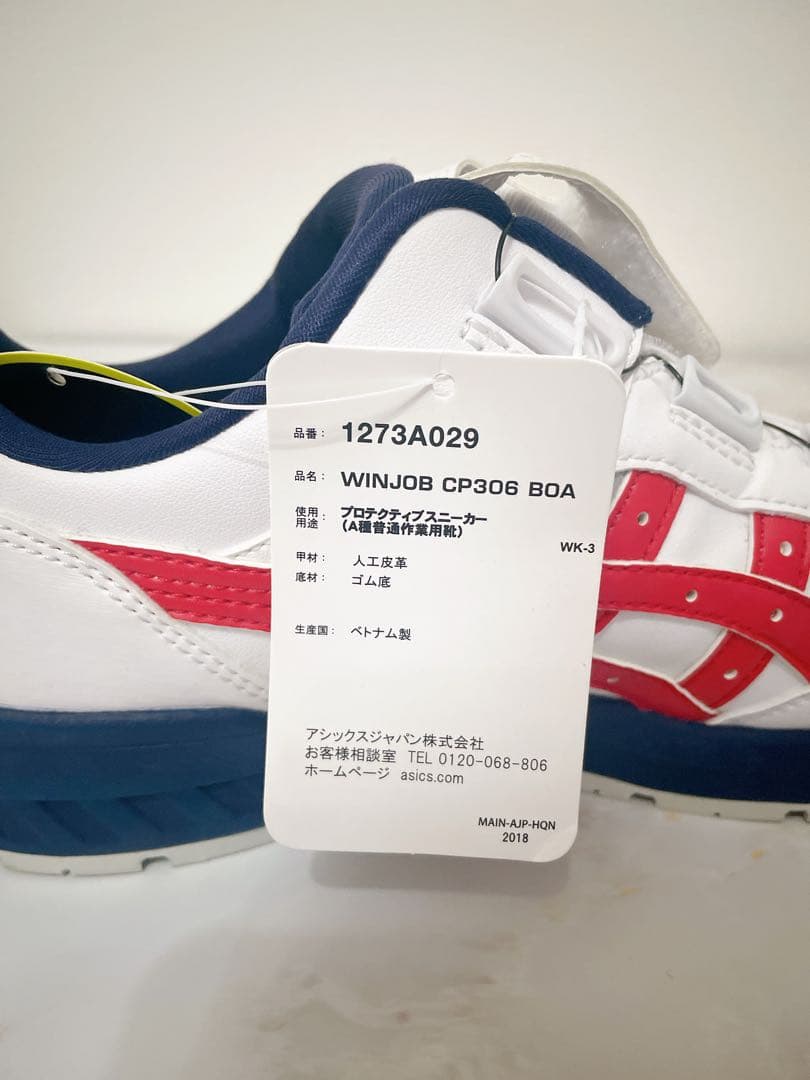 品番： 1273A029
品名： WINJOB CP306 BOA
使用用途： プロテクティブスニーカー
（A種普通作業用靴）
WK-3
甲材： 人工皮革
底材： ゴム底
生産国： ベトナム製
アシックスジャパン株式会社
お客様相談室 TEL 0120-068-806
ホームページ asics.com
MAIN-AJP-HQN
2018